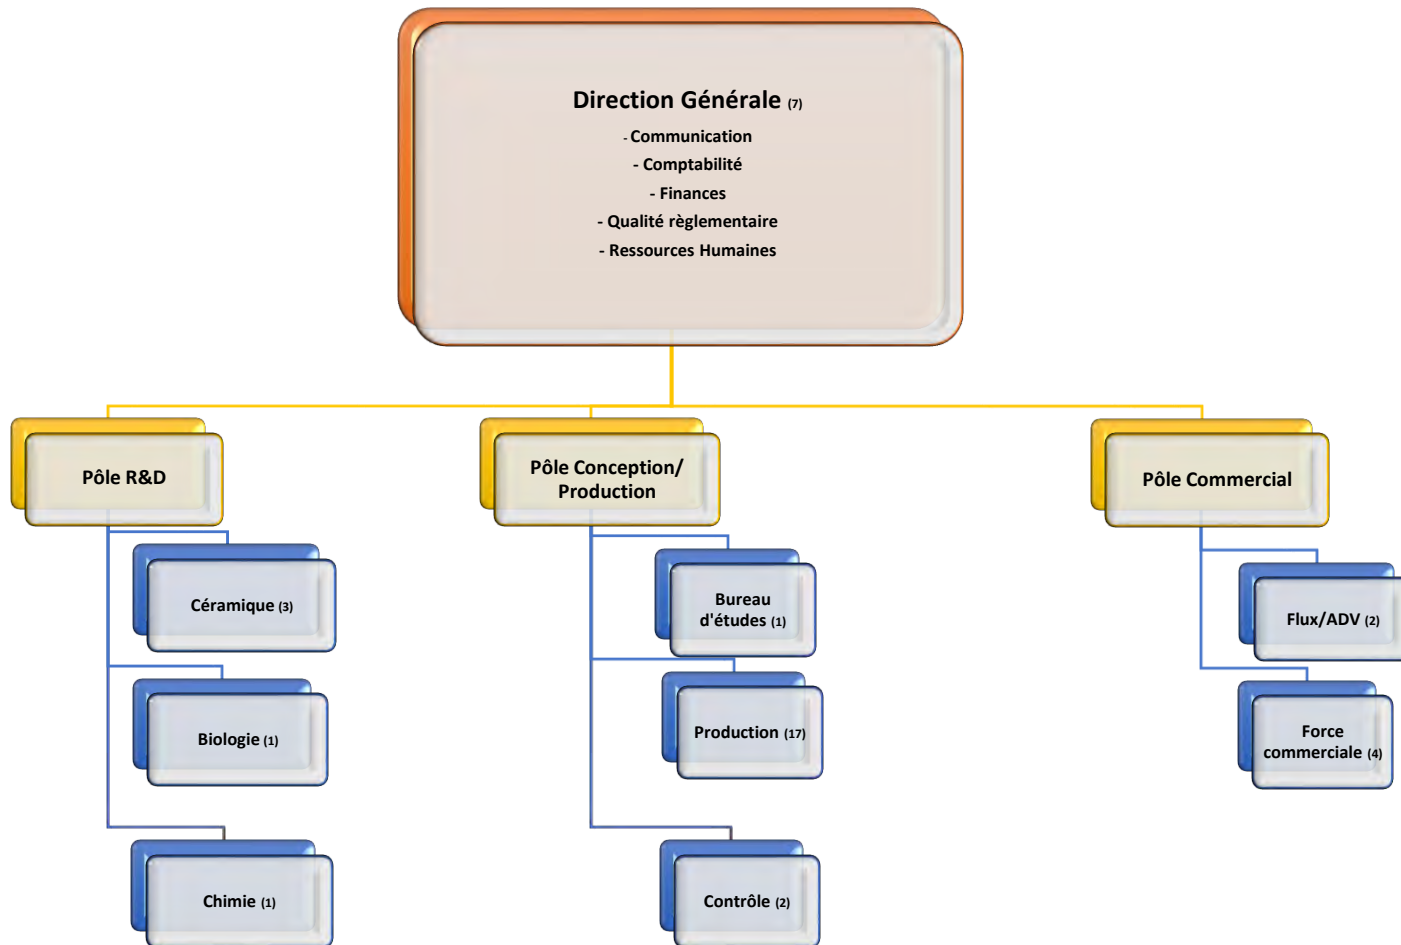 Direction Générale (7)
- Communication
- Comptabilité
- Finances
- Qualité règlementaire
- Ressources Humaines
Pôle R&D
Céramique (3)
Biologie (1)
Chimie (1)
Pôle Conception/
Production
Bureau
d'études (1)
Production (17)
Contrôle (2)
Pôle Commercial
Flux/ADV (2)
Force
commerciale (4)